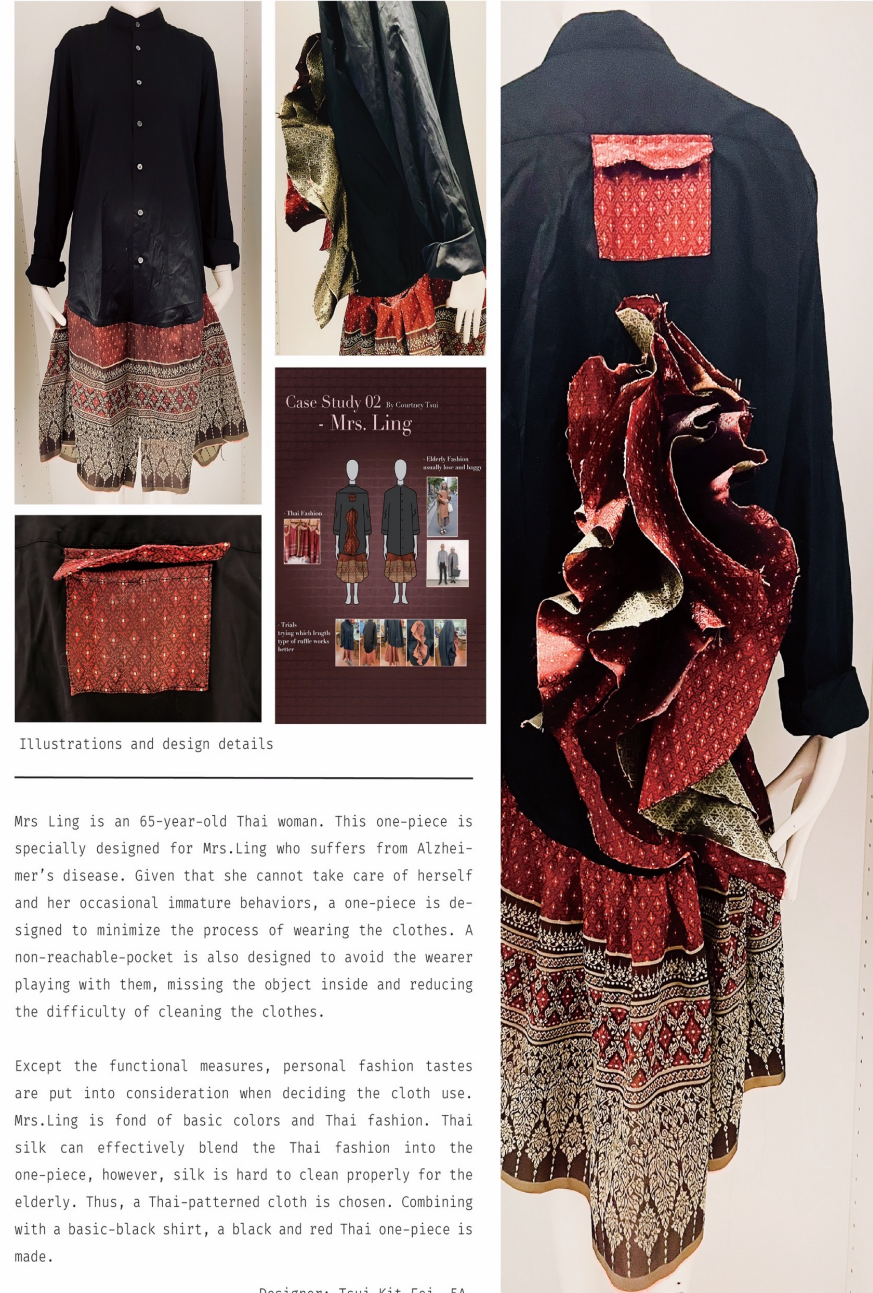 Case Study 02 By Courtney Tsui
- Mrs. Ling
- Elderly Fashion
usually lose and baggy
- Thai Fashion
- Trials
trying which length
type of ruffle works
better
Illustrations and design details
Mrs Ling is an 65-year-old Thai woman. This one-piece is
specially designed for Mrs.Ling who suffers from Alzhei-
mer's disease. Given that she cannot take care of herself
and her occasional immature behaviors, a one-piece is de-
signed to minimize the process of wearing the clothes. A
non-reachable-pocket is also designed to avoid the wearer
playing with them, missing the object inside and reducing
the difficulty of cleaning the clothes.
Except the functional measures, personal fashion tastes
are put into consideration when deciding the cloth use.
Mrs.Ling is fond of basic colors and Thai fashion. Thai
silk can effectively blend the Thai fashion into the
one-piece, however, silk is hard to clean properly for the
elderly. Thus, a Thai-patterned cloth is chosen. Combining
with a basic-black shirt, a black and red Thai one-piece is
made.
Designer: Tsui Kit Fei, 5A